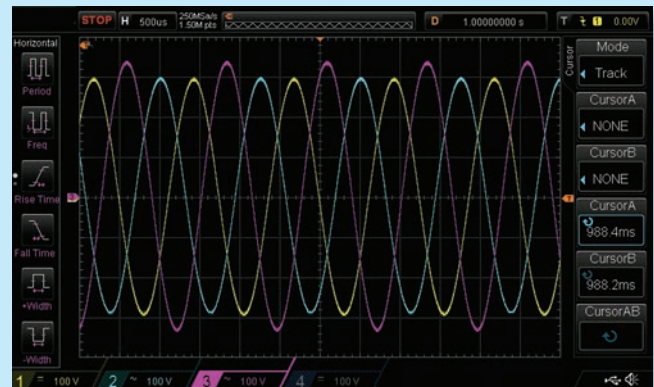 STOP H 500us 250MSa/s 1.50M pts D 1.00000000 s T 1 0.00V
Horizontal
Period
Freq
Rise Time
Fall Time
+Width
-Width
Cursor
Mode
Track
CursorA
NONE
CursorB
NONE
CursorA
988.4ms
CursorB
988.2ms
CursorAB
1 = 100 V 2 ~ 100 V 3 ~ 100 V 4 = 100 V